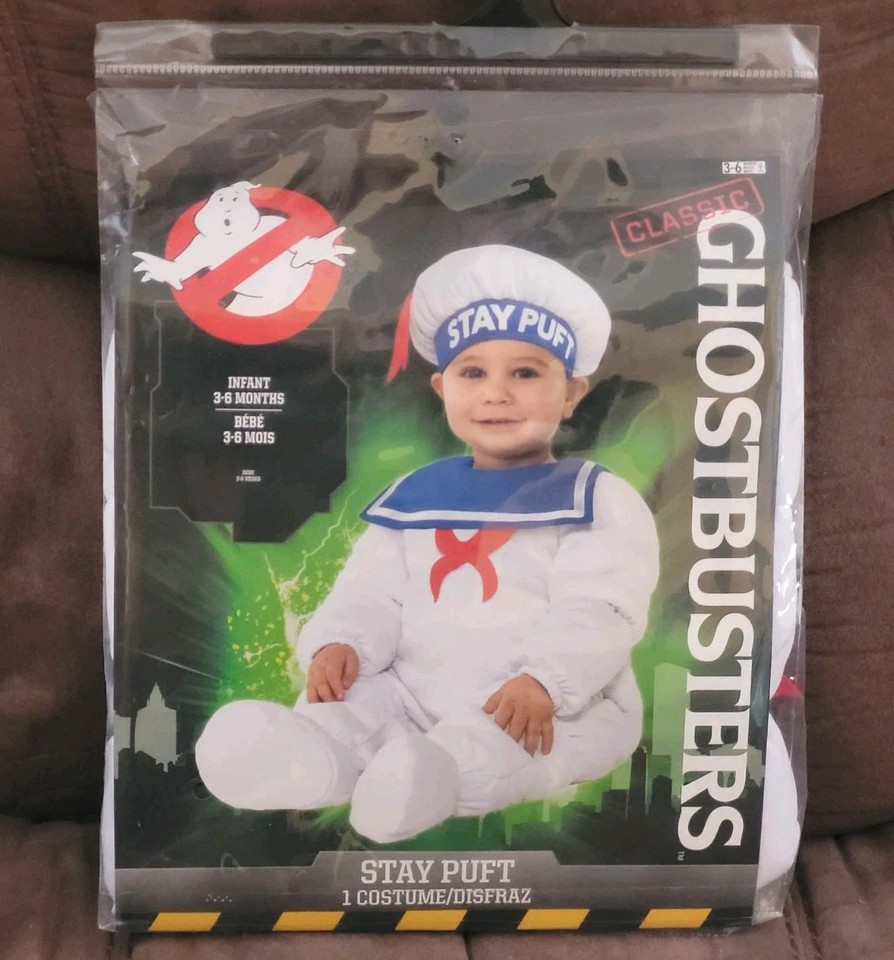 3-6
CLASSIC
GHOSTBUSTERS
TM
STAY PUFT
INFANT
3-6 MONTHS
BÉBÉ
3-6 MOIS
STAY PUFT
1 COSTUME/DISFRAZ